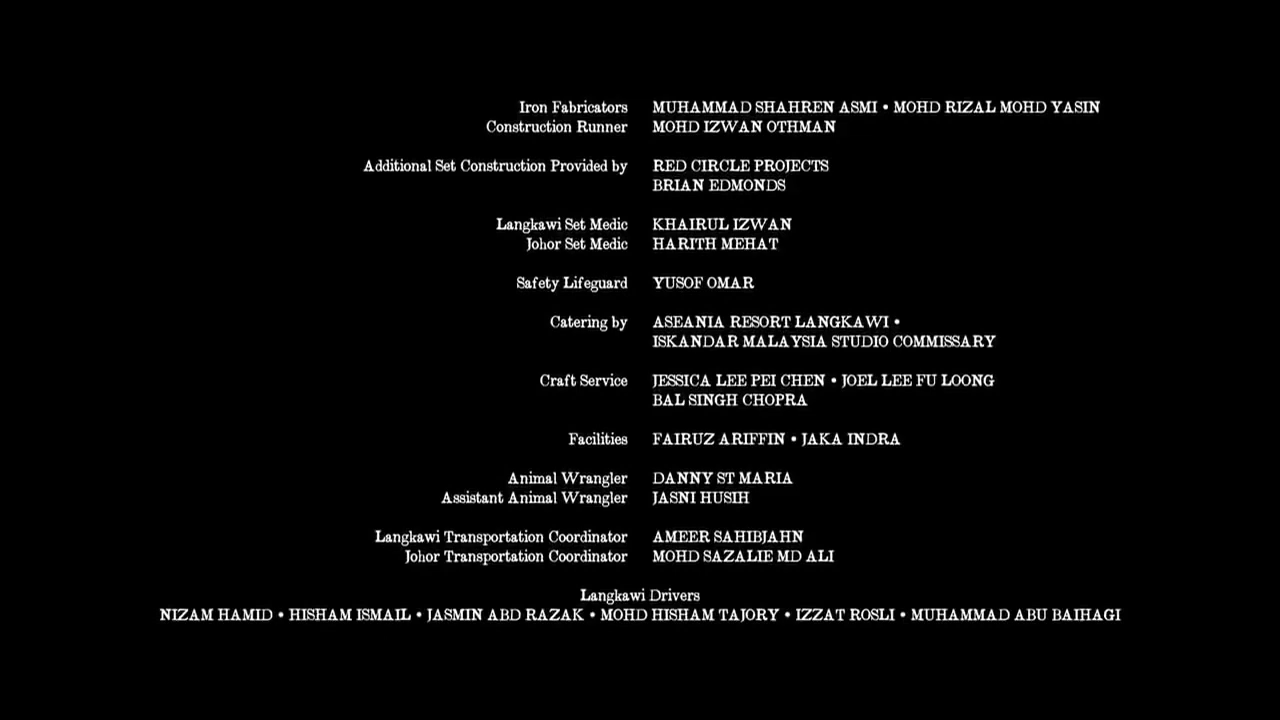 Iron Fabricators MUHAMMAD SHAHREN ASMI • MOHD RIZAL MOHD YASIN
Construction Runner MOHD IZWAN OTHMAN
Additional Set Construction Provided by RED CIRCLE PROJECTS
BRIAN EDMONDS
Langkawi Set Medic KHAIRUL IZWAN
Johor Set Medic HARITH MEHAT
Safety Lifeguard YUSOF OMAR
Catering by ASEANIA RESORT LANGKAWI •
ISKANDAR MALAYSIA STUDIO COMMISSARY
Craft Service JESSICA LEE PEI CHEN • JOEL LEE FU LOONG
BAL SINGH CHOPRA
Facilities FAIRUZ ARIFFIN • JAKA INDRA
Animal Wrangler DANNY ST MARIA
Assistant Animal Wrangler JASNI HUSIH
Langkawi Transportation Coordinator AMEER SAHIBJAHN
Johor Transportation Coordinator MOHD SAZALIE MD ALI
Langkawi Drivers
NIZAM HAMID • HISHAM ISMAIL • JASMIN ABD RAZAK • MOHD HISHAM TAJORY • IZZAT ROSLI • MUHAMMAD ABU BAIHAGI